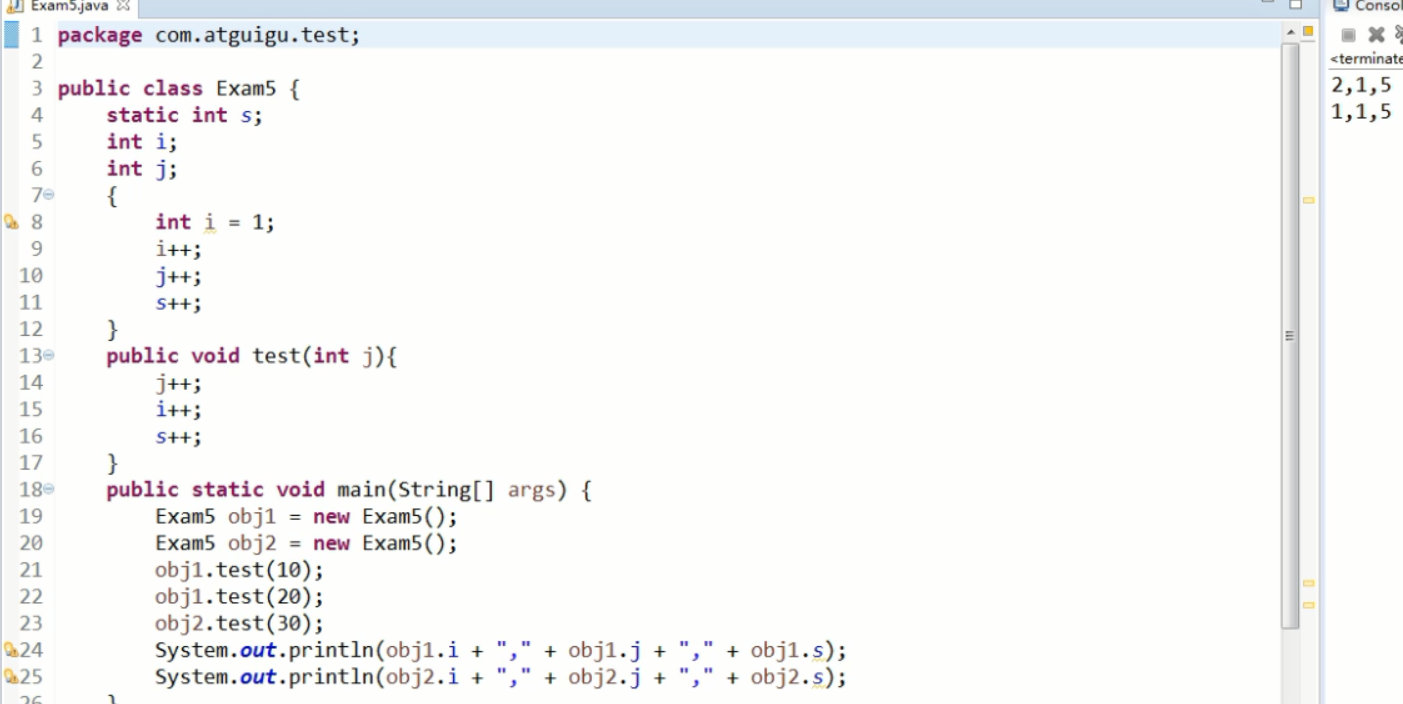 Exam5.java
1 package com.atguigu.test;
2
3 public class Exam5 {
4     static int s;
5     int i;
6     int j;
7     {
8         int i = 1;
9         i++;
10         j++;
11         s++;
12     }
13     public void test(int j){
14         j++;
15         i++;
16         s++;
17     }
18     public static void main(String[] args) {
19         Exam5 obj1 = new Exam5();
20         Exam5 obj2 = new Exam5();
21         obj1.test(10);
22         obj1.test(20);
23         obj2.test(30);
24         System.out.println(obj1.i + "," + obj1.j + "," + obj1.s);
25         System.out.println(obj2.i + "," + obj2.j + "," + obj2.s);
26     }
Consol
<terminate
2,1,5
1,1,5